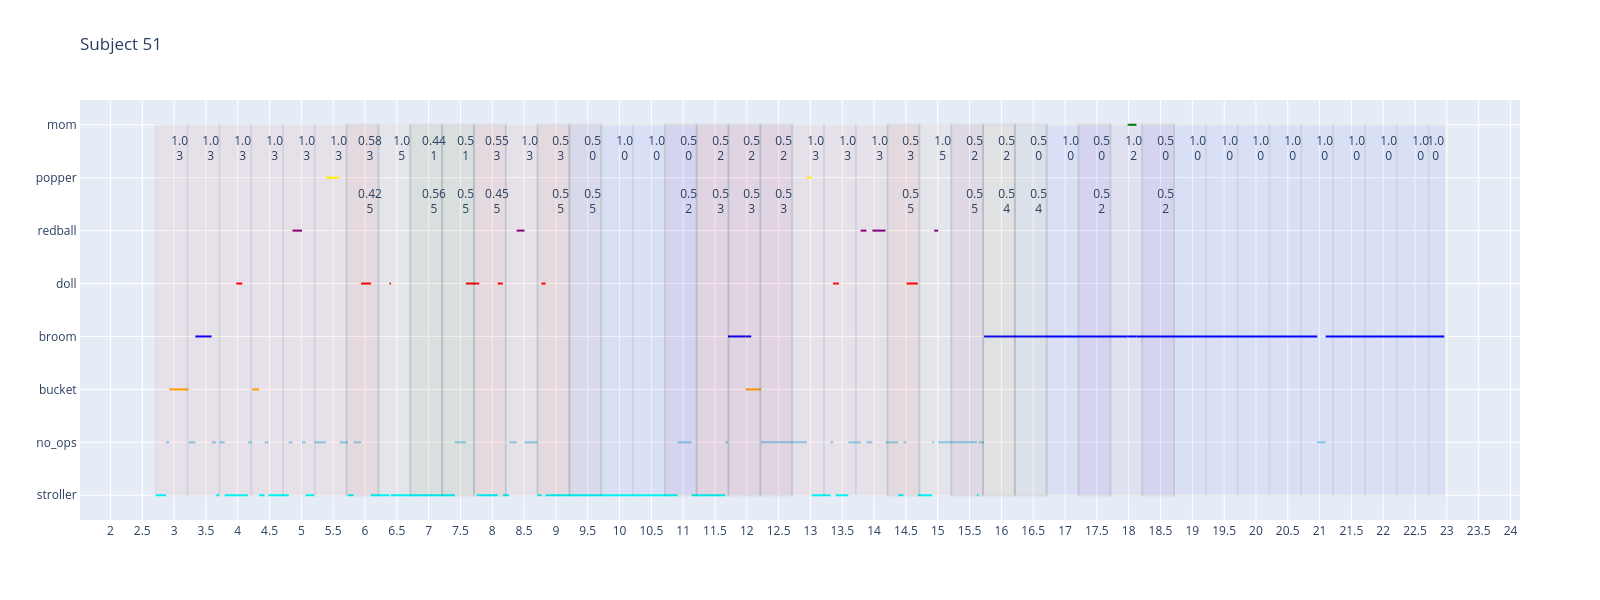 Subject 51
mom
1.0 1.0 1.0 1.0 1.0 1.0 0.58 1.0 0.44 0.5 0.55 1.0 0.5 0.5 1.0 1.0 0.5 0.5 0.5 0.5 1.0 1.0 1.0 0.5 1.0 0.5 0.5 0.5 1.0 0.5 1.0 0.5 1.0 1.0 1.0 1.0 1.0 1.0 1.0 1.01.0
3 3 3 3 3 3 3 5 1 1 3 3 3 0 0 0 0 2 2 2 3 3 3 3 5 2 2 0 0 0 2 0 0 0 0 0 0 0 0 0 0
popper
0.42 0.56 0.5 0.45 0.5 0.5 0.5 0.5 0.5 0.5 0.5 0.5 0.5 0.5 0.5 0.5
5 5 5 5 5 5 2 3 3 3 5 5 4 4 2 2
redball
doll
broom
bucket
no_ops
stroller
2 2.5 3 3.5 4 4.5 5 5.5 6 6.5 7 7.5 8 8.5 9 9.5 10 10.5 11 11.5 12 12.5 13 13.5 14 14.5 15 15.5 16 16.5 17 17.5 18 18.5 19 19.5 20 20.5 21 21.5 22 22.5 23 23.5 24